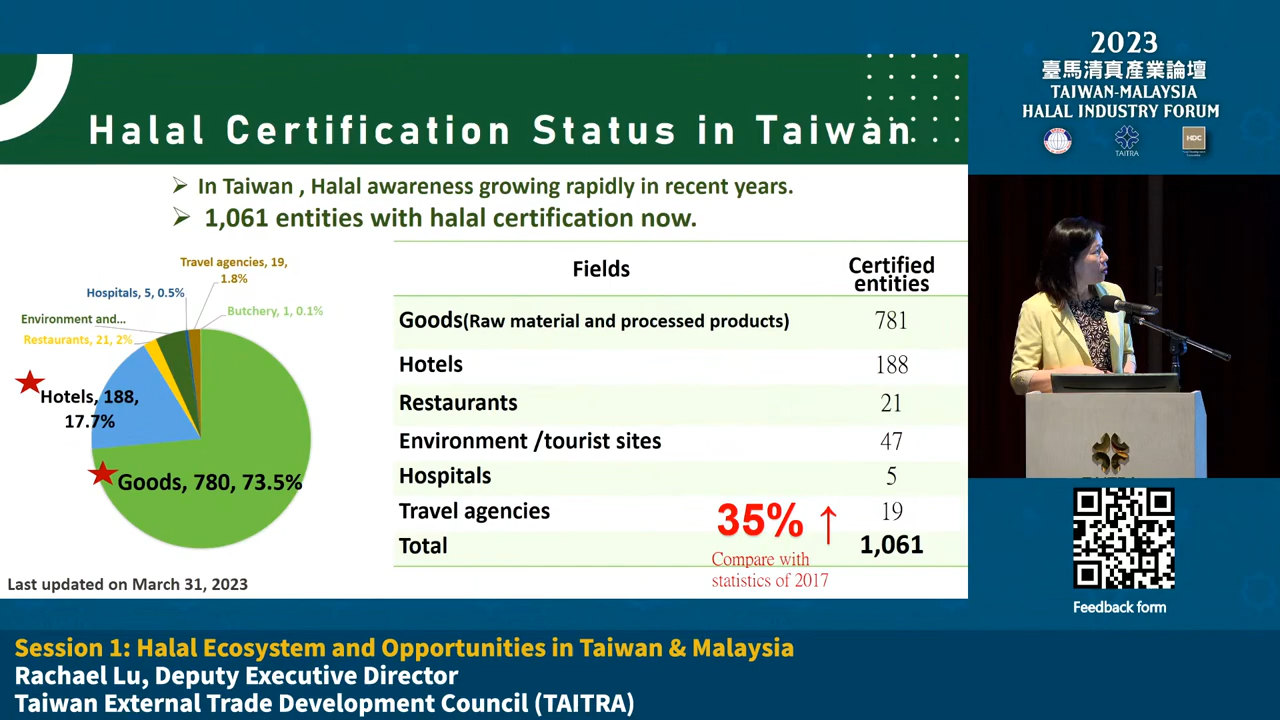 2023
臺馬清真產業論壇
TAIWAN-MALAYSIA
HALAL INDUSTRY FORUM
TAITRA
HDC
Halal Certification Status in Taiwan
In Taiwan , Halal awareness growing rapidly in recent years.
1,061 entities with halal certification now.
Travel agencies, 19,
1.8%
Hospitals, 5, 0.5%
Butchery, 1, 0.1%
Environment and...
Restaurants, 21, 2%
Hotels, 188,
17.7%
Goods, 780, 73.5%
Fields
Certified
entities
Goods(Raw material and processed products) 781
Hotels 188
Restaurants 21
Environment /tourist sites 47
Hospitals 5
Travel agencies 19
Total 1,061
35% ↑
Compare with
statistics of 2017
Last updated on March 31, 2023
TAITRA
Feedback form
Session 1: Halal Ecosystem and Opportunities in Taiwan & Malaysia
Rachael Lu, Deputy Executive Director
Taiwan External Trade Development Council (TAITRA)